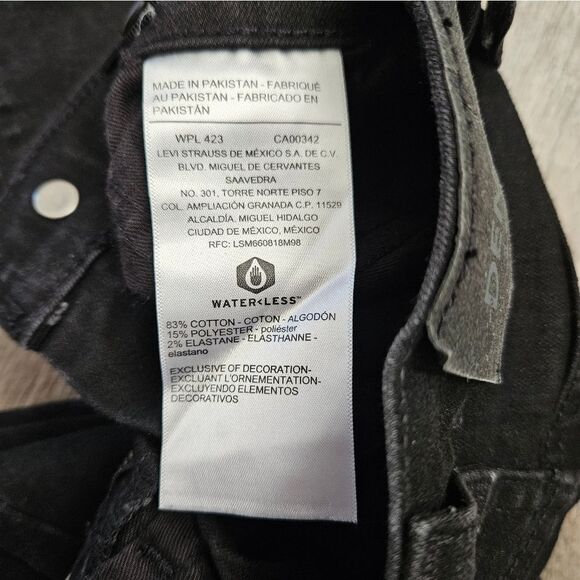 MADE IN PAKISTAN - FABRIQUÉ
AU PAKISTAN - FABRICADO EN
PAKISTÁN
WPL 423 CA00342
LEVI STRAUSS DE MÉXICO S.A. DE C.V.
BLVD. MIGUEL DE CERVANTES
SAAVEDRA
NO. 301, TORRE NORTE PISO 7
COL. AMPLIACIÓN GRANADA C.P. 11529
ALCALDÍA. MIGUEL HIDALGO
CIUDAD DE MÉXICO, MÉXICO
RFC: LSM660818M98
WATER<LESS™
83% COTTON - COTON - ALGODÓN
15% POLYESTER - poliéster
2% ELASTANE - ELASTHANNE -
elastano
EXCLUSIVE OF DECORATION-
EXCLUANT L'ORNEMENTATION-
EXCLUYENDO ELEMENTOS
DECORATIVOS